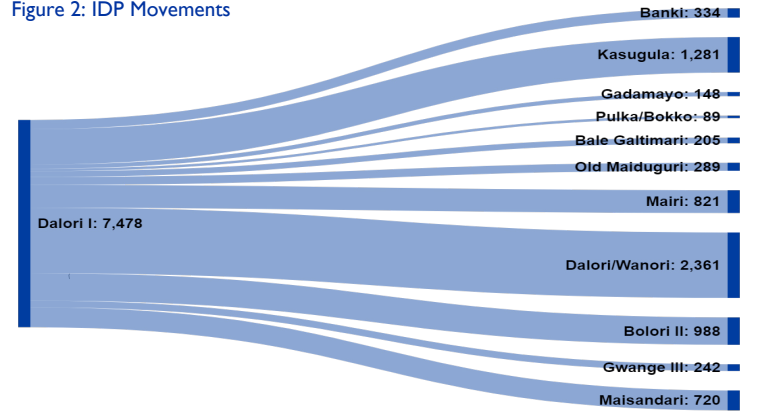 Figure 2: IDP Movements
Banki: 334
Kasugula: 1,281
Gadamayo: 148
Pulka/Bokko: 89
Bale Galtimari: 205
Old Maiduguri: 289
Mairi: 821
Dalori I: 7,478
Dalori/Wanori: 2,361
Bolori II: 988
Gwange III: 242
Maisandari: 720